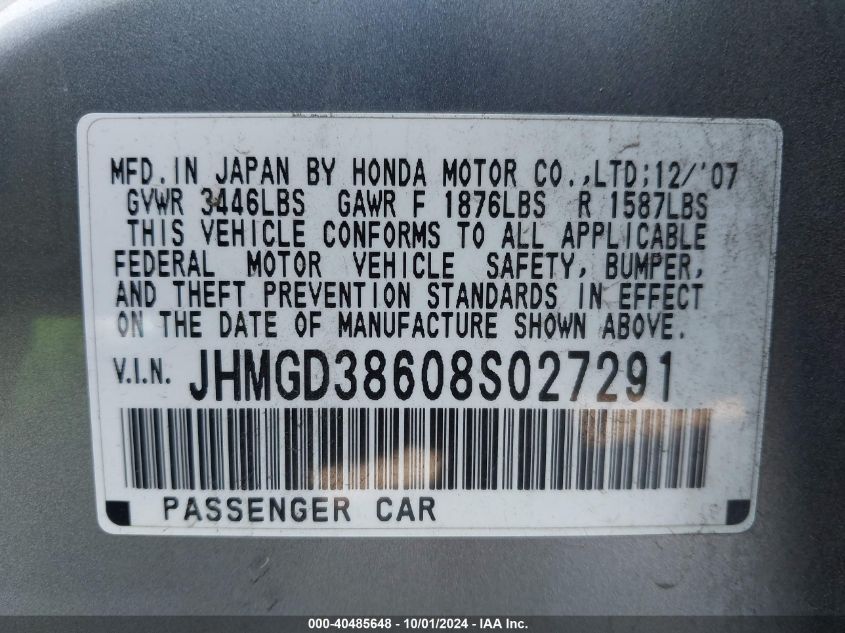 MFD.IN JAPAN BY HONDA MOTOR CO.,LTD;12/'07
GVWR 3446LBS GAWR F 1876LBS R 1587LBS
THIS VEHICLE CONFORMS TO ALL APPLICABLE
FEDERAL MOTOR VEHICLE SAFETY, BUMPER,
AND THEFT PREVENTION STANDARDS IN EFFECT
ON THE DATE OF MANUFACTURE SHOWN ABOVE.
V.I.N. JHMGD38608S027291
PASSENGER CAR
000-40485648 - 10/01/2024 - IAA Inc.